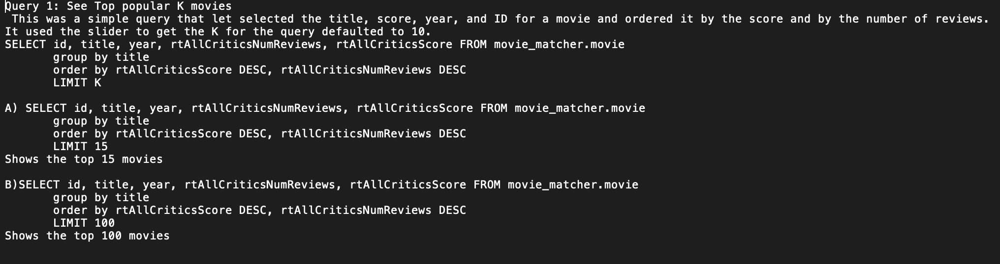 Query 1: See Top popular K movies
This was a simple query that let selected the title, score, year, and ID for a movie and ordered it by the score and by the number of reviews.
It used the slider to get the K for the query defaulted to 10.
SELECT id, title, year, rtAllCriticsNumReviews, rtAllCriticsScore FROM movie_matcher.movie
group by title
order by rtAllCriticsScore DESC, rtAllCriticsNumReviews DESC
LIMIT K
A) SELECT id, title, year, rtAllCriticsNumReviews, rtAllCriticsScore FROM movie_matcher.movie
group by title
order by rtAllCriticsScore DESC, rtAllCriticsNumReviews DESC
LIMIT 15
Shows the top 15 movies
B)SELECT id, title, year, rtAllCriticsNumReviews, rtAllCriticsScore FROM movie_matcher.movie
group by title
order by rtAllCriticsScore DESC, rtAllCriticsNumReviews DESC
LIMIT 100
Shows the top 100 movies